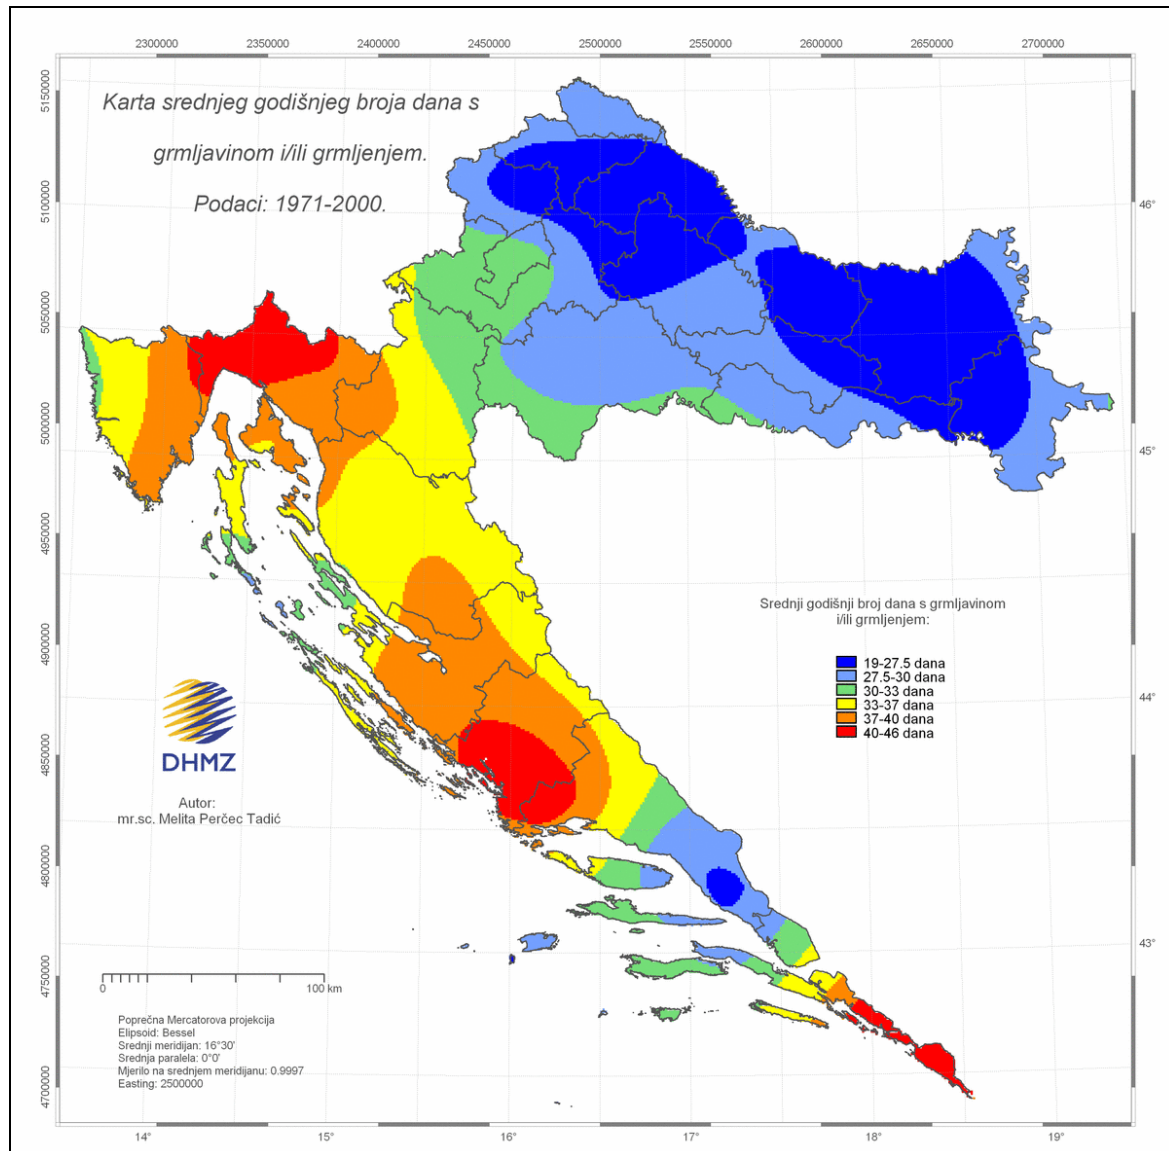 2300000 2350000 2400000 2450000 2500000 2550000 2600000 2650000 2700000
Karta srednjeg godišnjeg broja dana s
grmljavinom i/ili grmljenjem.
Podaci: 1971-2000.
5150000
5100000
5050000
5000000
4950000
4900000
4850000
4800000
4750000
4700000
46°
45°
44°
43°
Srednji godišnji broj dana s grmljavinom
i/ili grmljenjem:
19-27.5 dana
27.5-30 dana
30-33 dana
33-37 dana
37-40 dana
40-46 dana
DHMZ
Autor:
mr.sc. Melita Perčec Tadić
0 100 km
Poprečna Mercatorova projekcija
Elipsoid: Bessel
Srednji meridijan: 16°30'
Srednja paralela: 0°0'
Mjerilo na srednjem meridijanu: 0.9997
Easting: 2500000
14° 15° 16° 17° 18° 19°